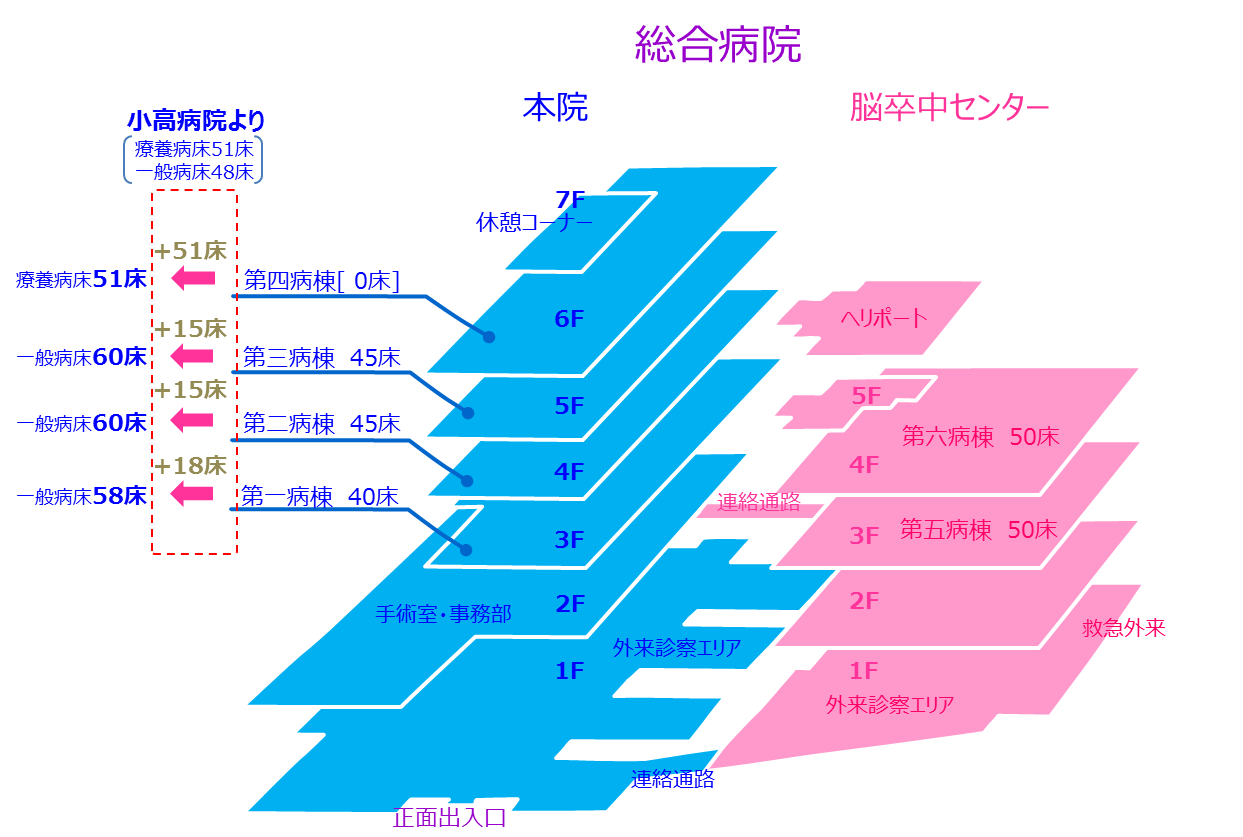 総合病院
本院
脳卒中センター
小高病院より
療養病床51床
一般病床48床
7F
休憩コーナー
+51床
療養病床51床
第四病棟[ 0床]
6F
ヘリポート
+15床
一般病床60床
第三病棟 45床
5F
5F
+15床
一般病床60床
第二病棟 45床
4F
第六病棟 50床
4F
+18床
一般病床58床
第一病棟 40床
連絡通路
3F
3F
第五病棟 50床
手術室・事務部
2F
2F
救急外来
外来診察エリア
1F
1F
外来診察エリア
連絡通路
正面出入口